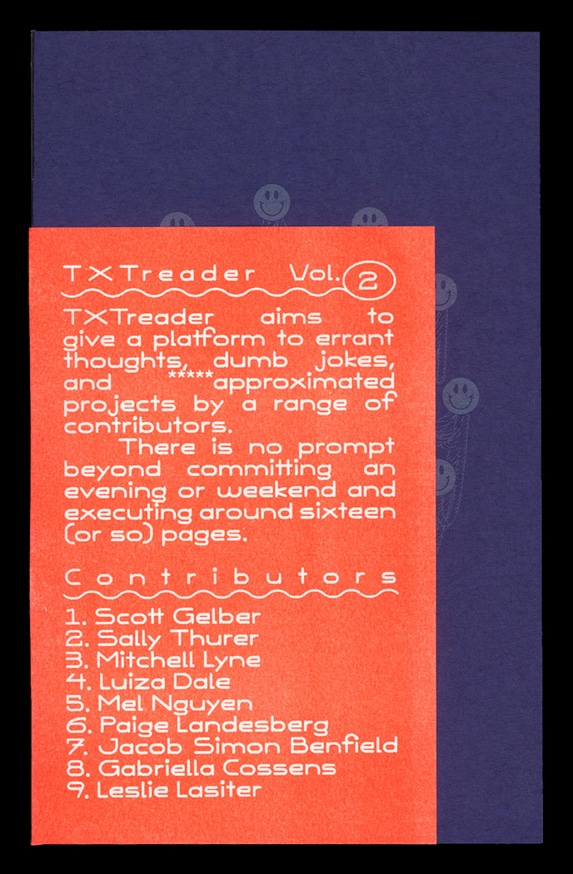 TXTreader Vol. 2
TXTreader aims to
give a platform to errant
thoughts, dumb jokes,
and *****approximated
projects by a range of
contributors.
There is no prompt
beyond committing an
evening or weekend and
executing around sixteen
(or so) pages.
Contributors
1. Scott Gelber
2. Sally Thurer
3. Mitchell Lyne
4. Luiza Dale
5. Mel Nguyen
6. Paige Landesberg
7. Jacob Simon Benfield
8. Gabriella Cossens
9. Leslie Lasiter